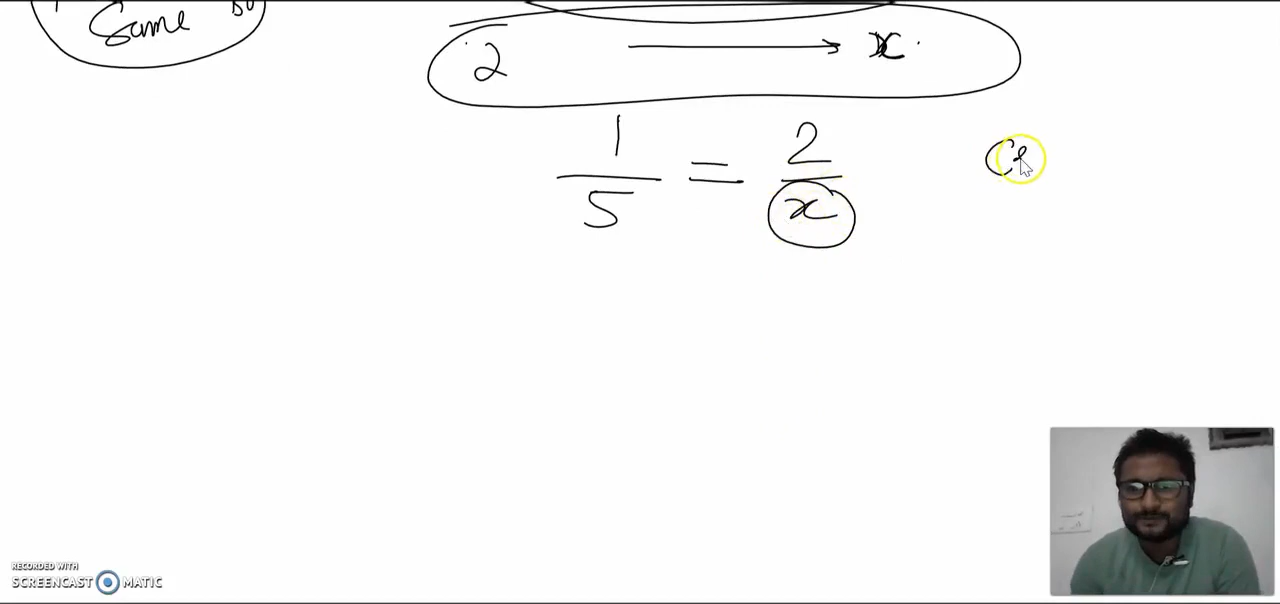 Same
2 → x
1/5 = 2/x
RECORDED WITH
SCREENCAST MATIC